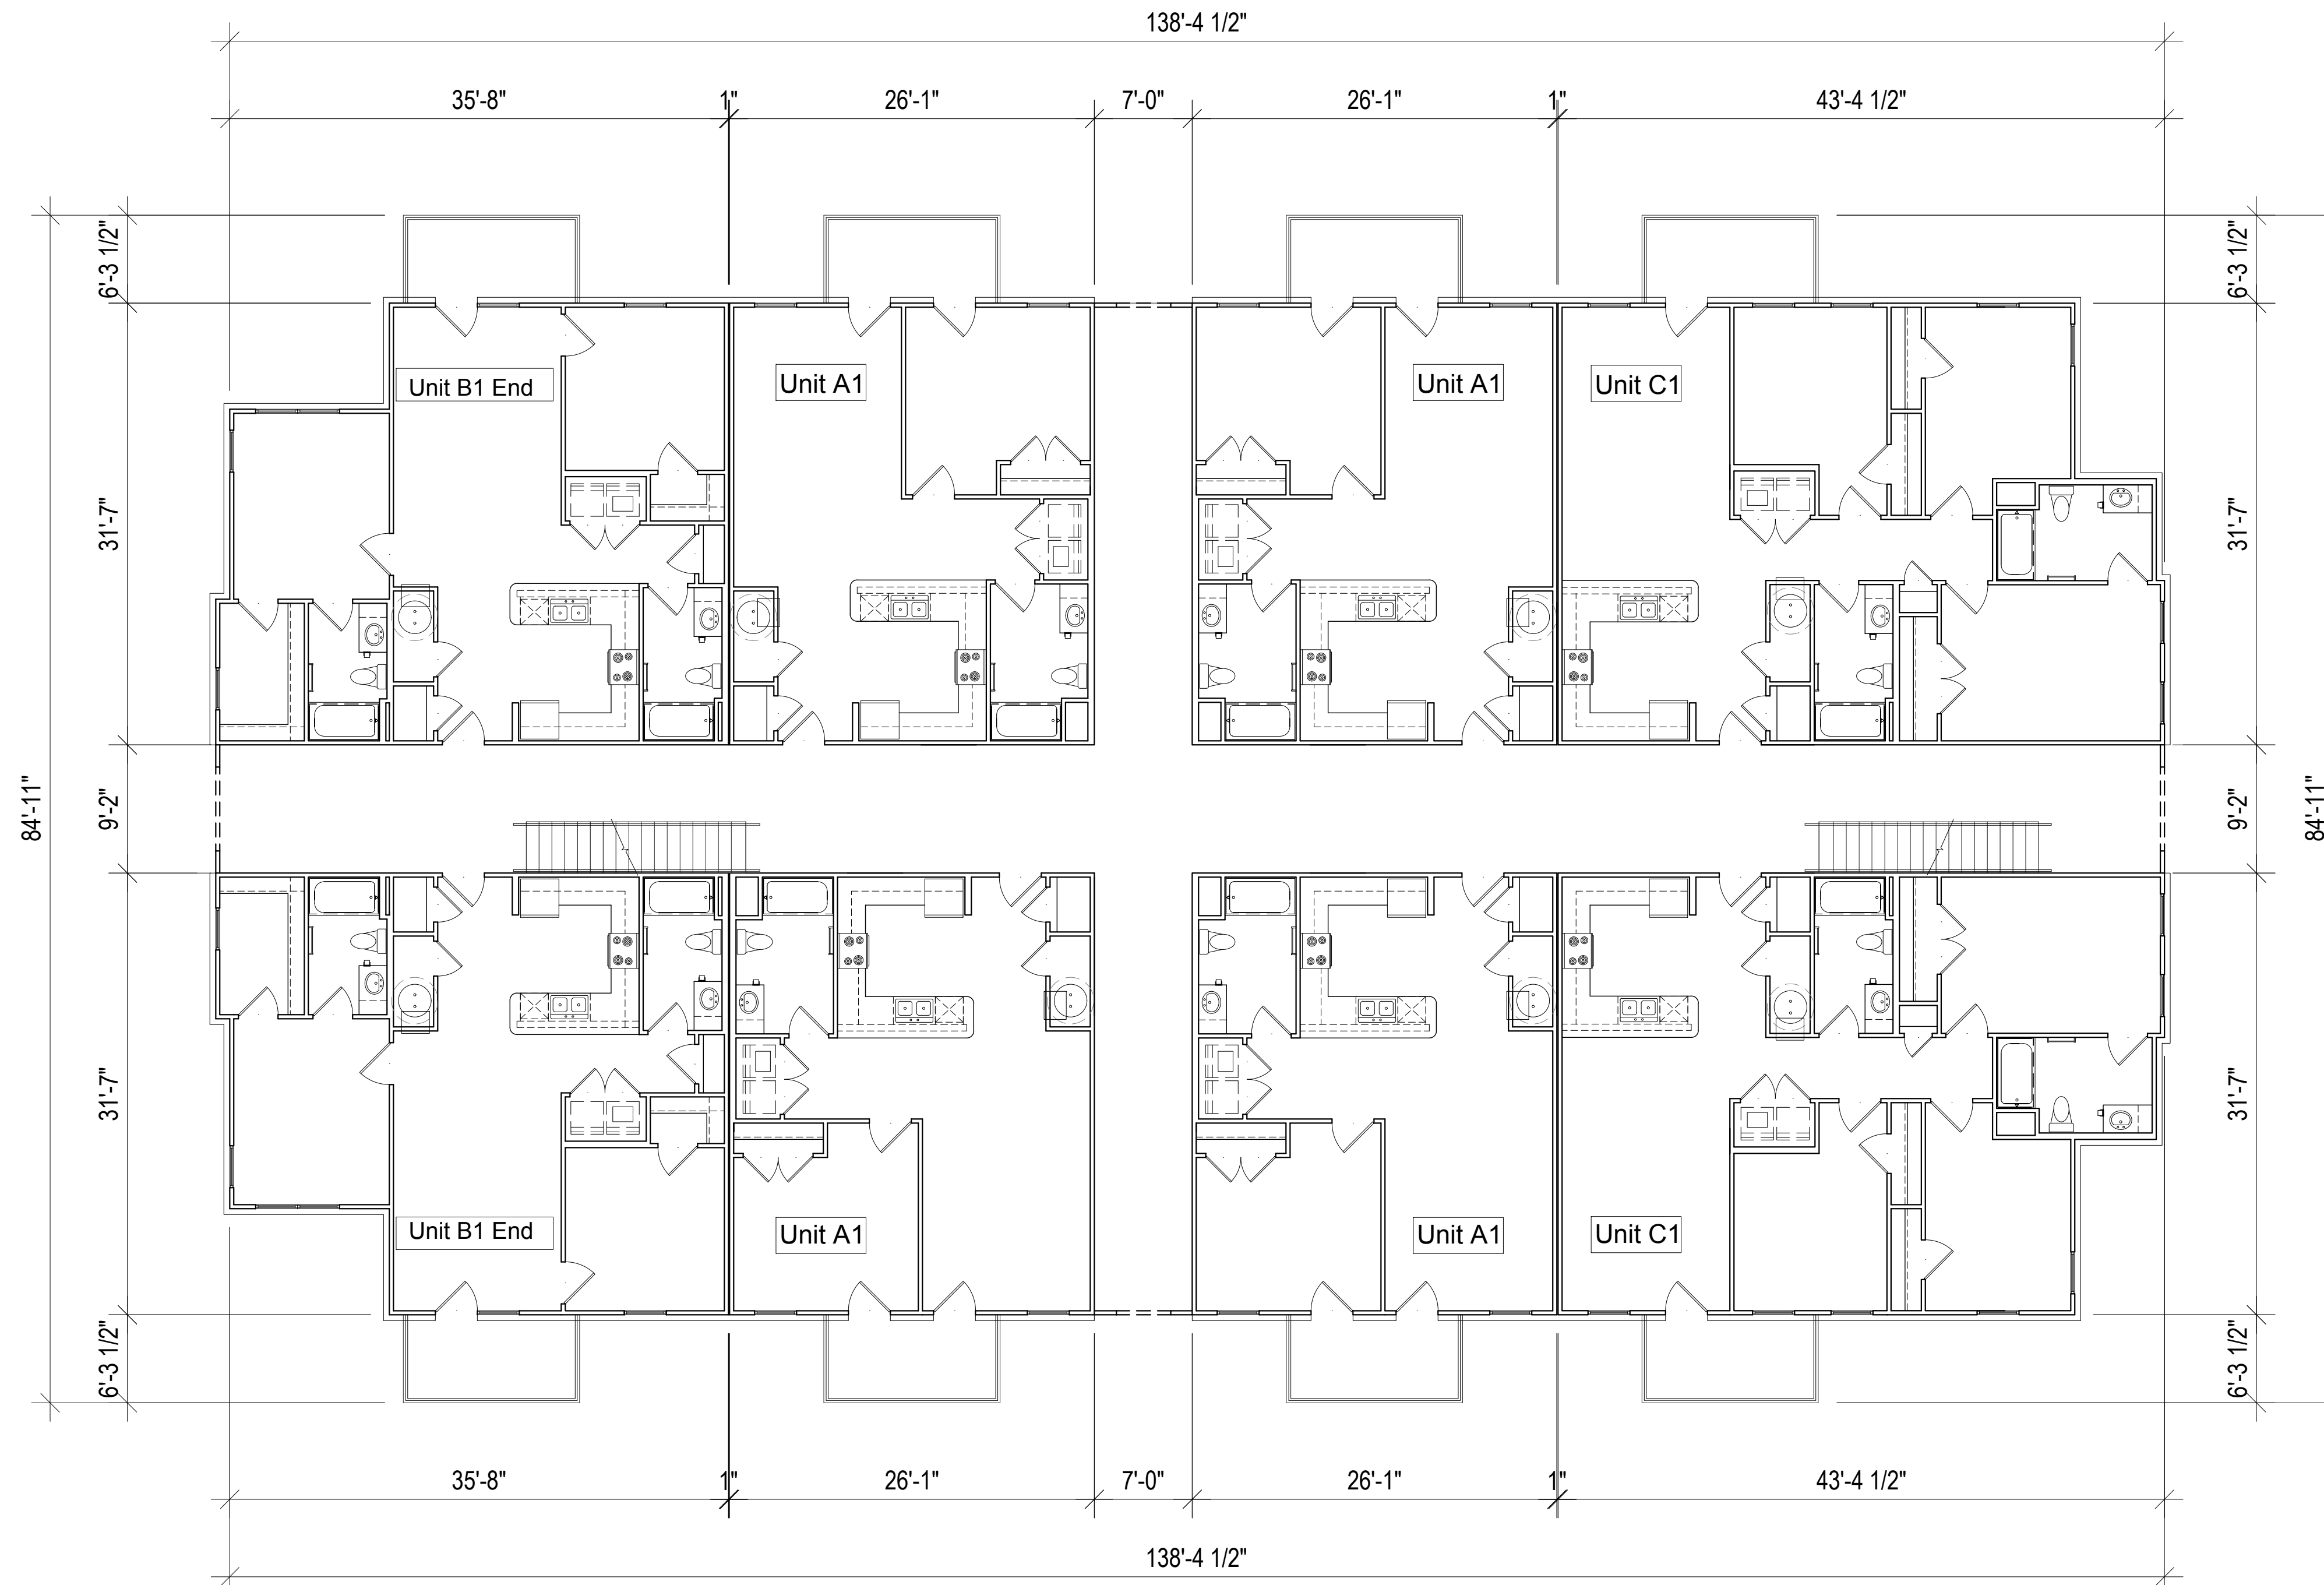 138'-4 1/2"
35'-8" 1" 26'-1" 7'-0" 26'-1" 1" 43'-4 1/2"
6'-3 1/2" 6'-3 1/2"
Unit B1 End Unit A1 Unit A1 Unit C1
31'-7" 31'-7"
84'-11" 9'-2" 9'-2" 84'-11"
31'-7" 31'-7"
Unit B1 End Unit A1 Unit A1 Unit C1
6'-3 1/2" 6'-3 1/2"
35'-8" 1" 26'-1" 7'-0" 26'-1" 1" 43'-4 1/2"
138'-4 1/2"